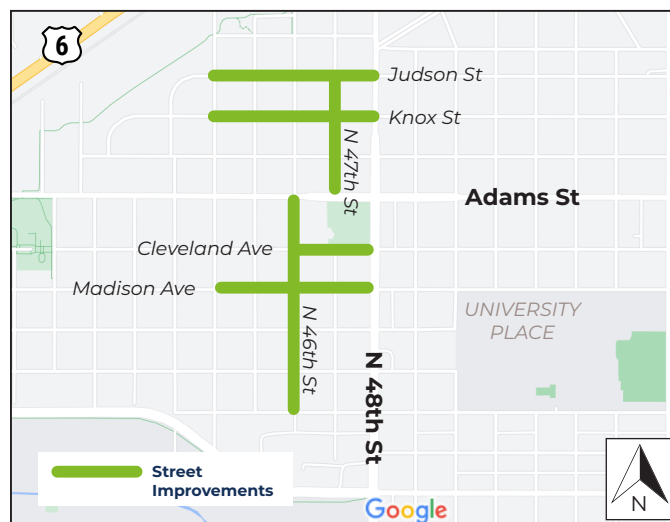 6
Judson St
Knox St
N 47th St
Adams St
Cleveland Ave
Madison Ave
N 46th St
UNIVERSITY
PLACE
N 48th St
Street
Improvements
Google
N